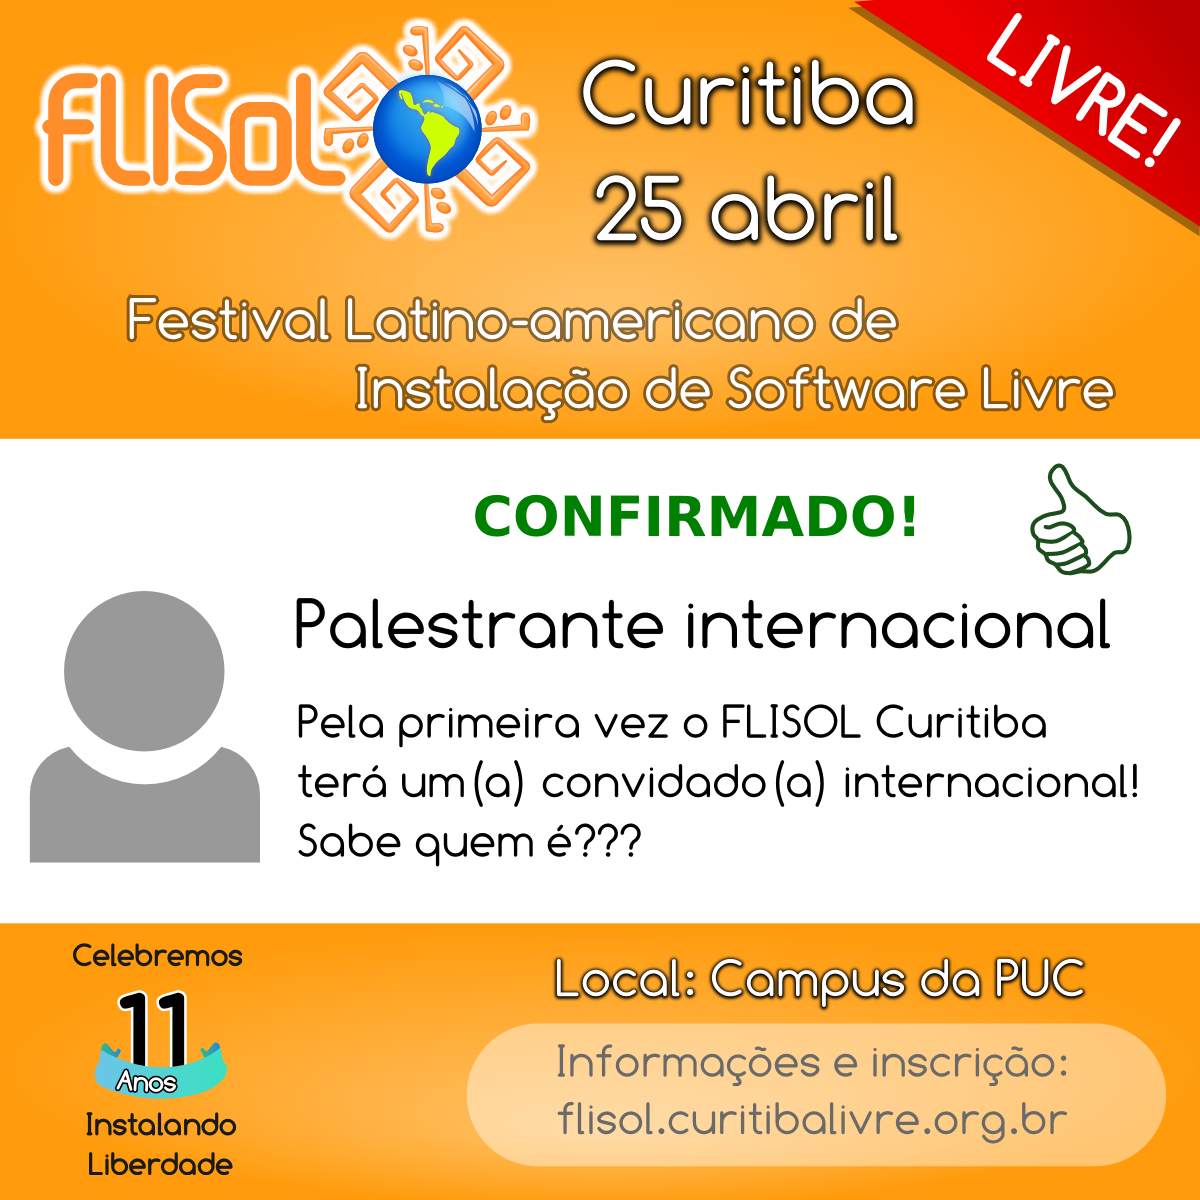 FLISoL
Curitiba
25 abril
LIVRE!
Festival Latino-americano de
Instalação de Software Livre
CONFIRMADO!
Palestrante internacional
Pela primeira vez o FLISOL Curitiba
terá um(a) convidado(a) internacional!
Sabe quem é???
Celebremos
11
Anos
Instalando
Liberdade
Local: Campus da PUC
Informações e inscrição:
flisol.curitibalivre.org.br